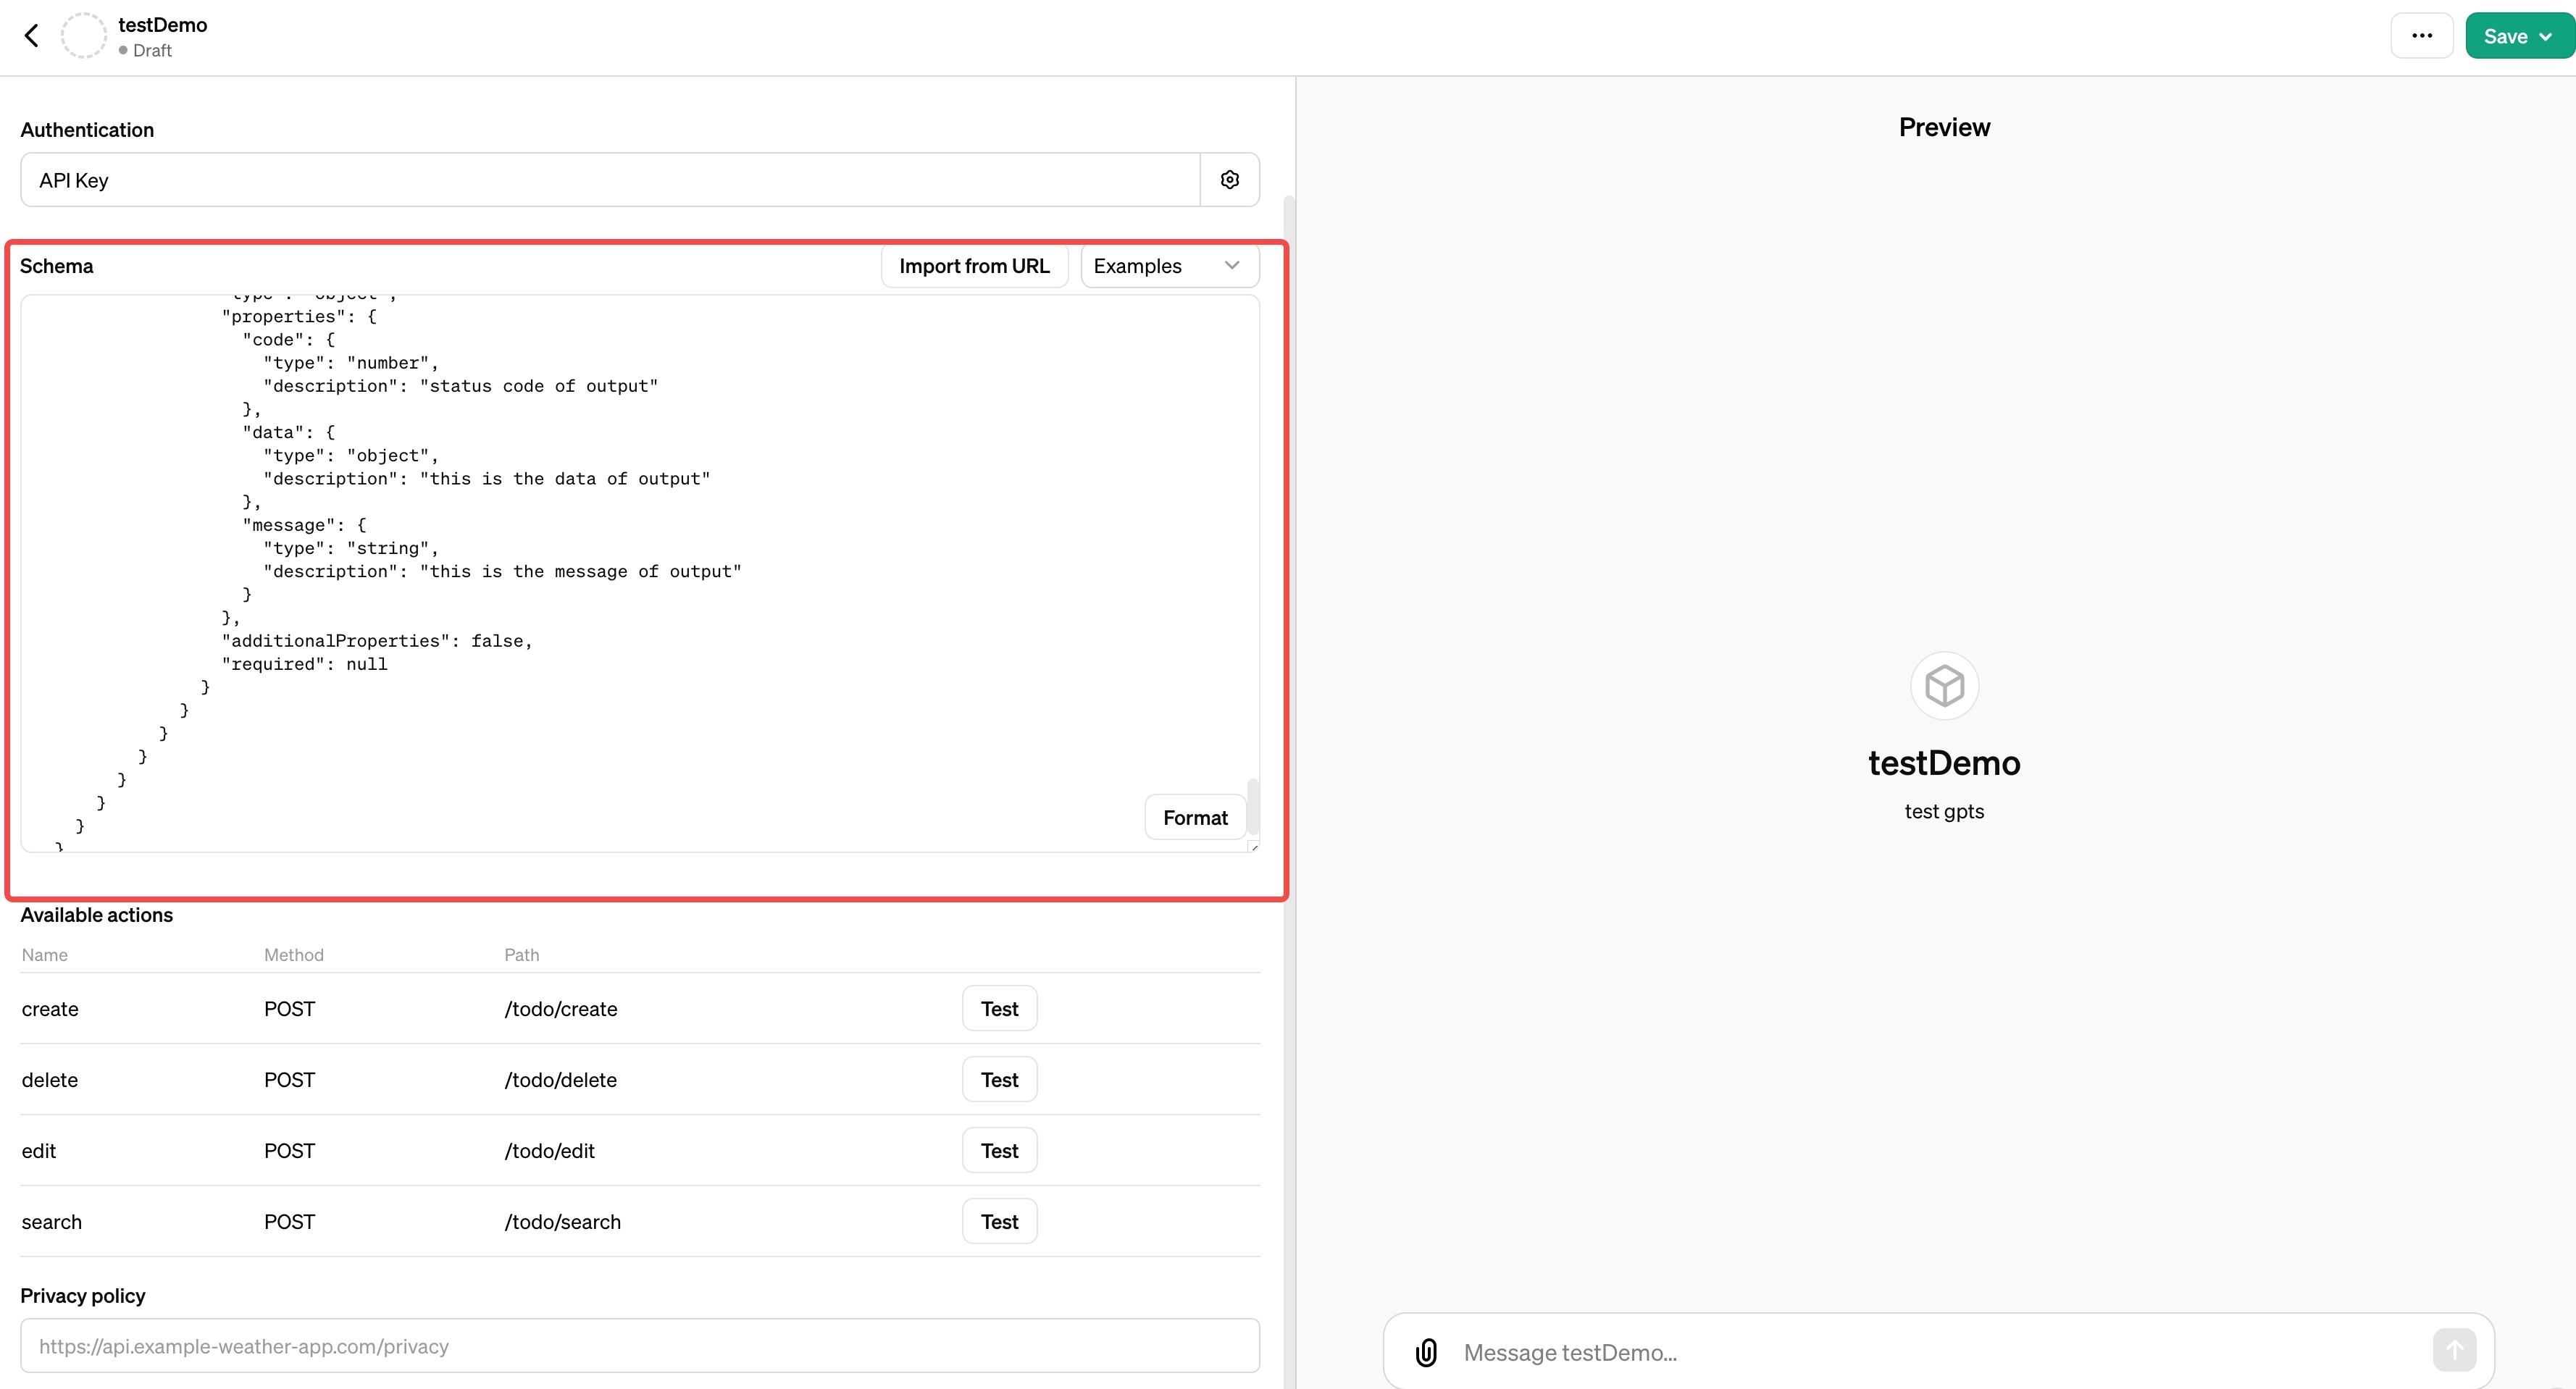 testDemo
Draft
Save
Authentication
API Key
Schema
Import from URL
Examples
"type": "object",
"properties": {
"code": {
"type": "number",
"description": "status code of output"
},
"data": {
"type": "object",
"description": "this is the data of output"
},
"message": {
"type": "string",
"description": "this is the message of output"
}
},
"additionalProperties": false,
"required": null
}
}
}
}
}
}
}
}
Format
Available actions
Name Method Path
create POST /todo/create Test
delete POST /todo/delete Test
edit POST /todo/edit Test
search POST /todo/search Test
Privacy policy
https://api.example-weather-app.com/privacy
Preview
testDemo
test gpts
Message testDemo...